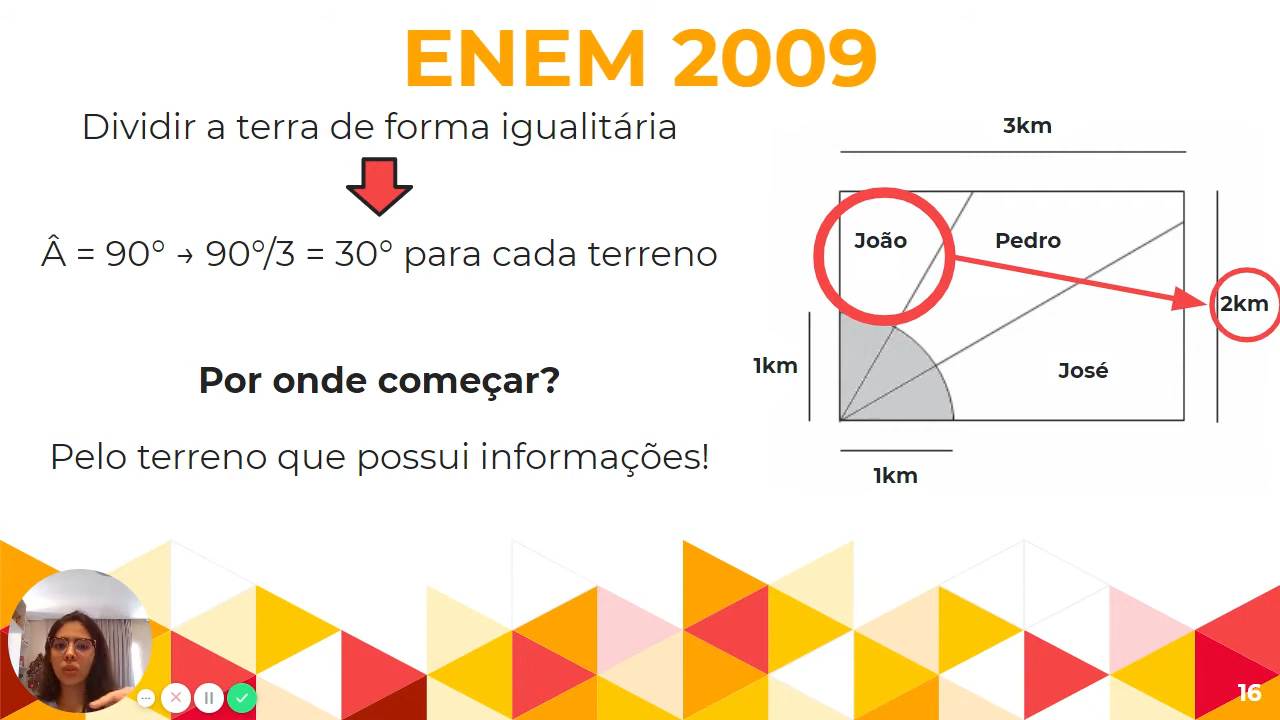 ENEM 2009
Dividir a terra de forma igualitária
Â = 90° → 90°/3 = 30° para cada terreno
Por onde começar?
Pelo terreno que possui informações!
3km
João
Pedro
2km
1km
José
1km
16